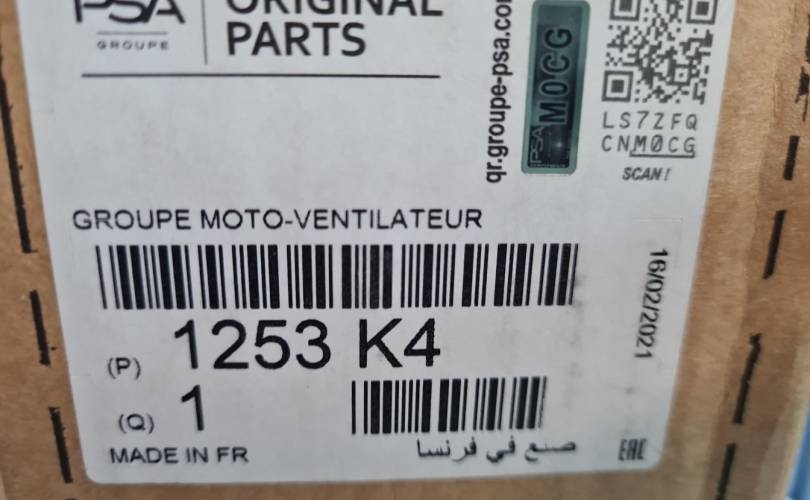 PSA
GROUPE
ORIGINAL
PARTS
qr.groupe-psa.com
PSA M0CG
LS7ZFQ
CNM0CG
SCAN!
GROUPE MOTO-VENTILATEUR
16/02/2021
(P) 1253 K4
(Q) 1
MADE IN FR
صنع في فرنسا
EAC